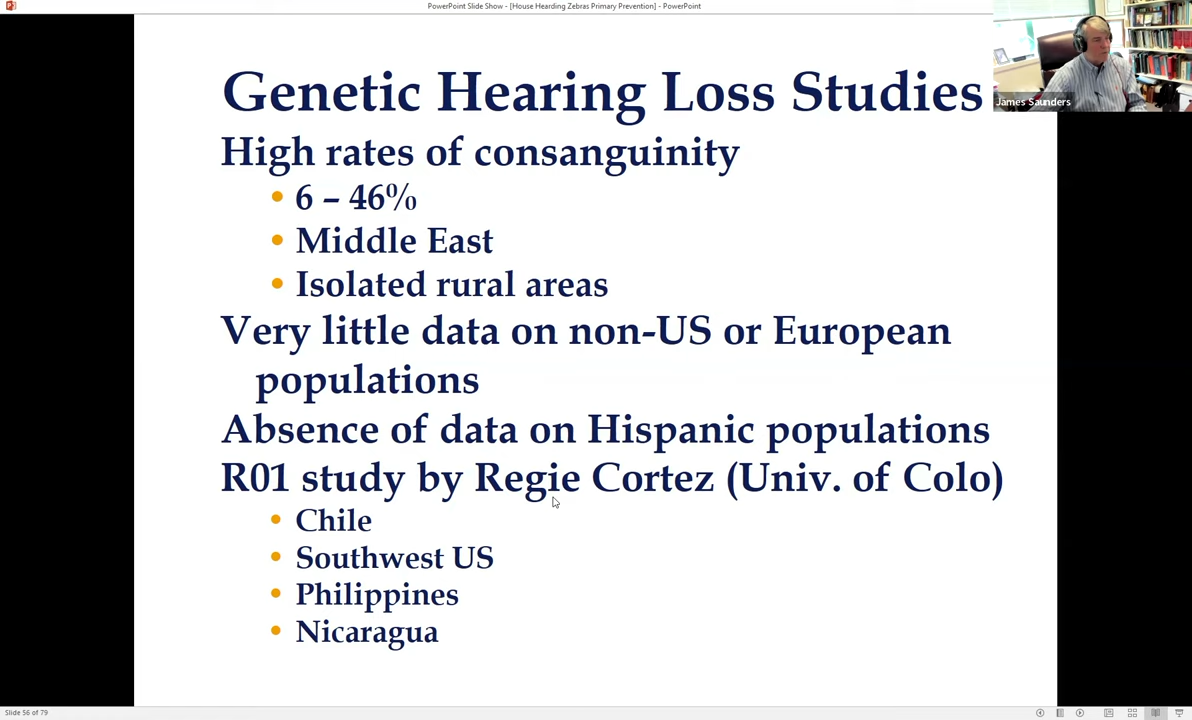 PowerPoint Slide Show - [House Hearding Zebras Primary Prevention] - PowerPoint
James Saunders
Genetic Hearing Loss Studies
High rates of consanguinity
• 6 – 46%
• Middle East
• Isolated rural areas
Very little data on non-US or European
populations
Absence of data on Hispanic populations
R01 study by Regie Cortez (Univ. of Colo)
• Chile
• Southwest US
• Philippines
• Nicaragua
Slide 56 of 79